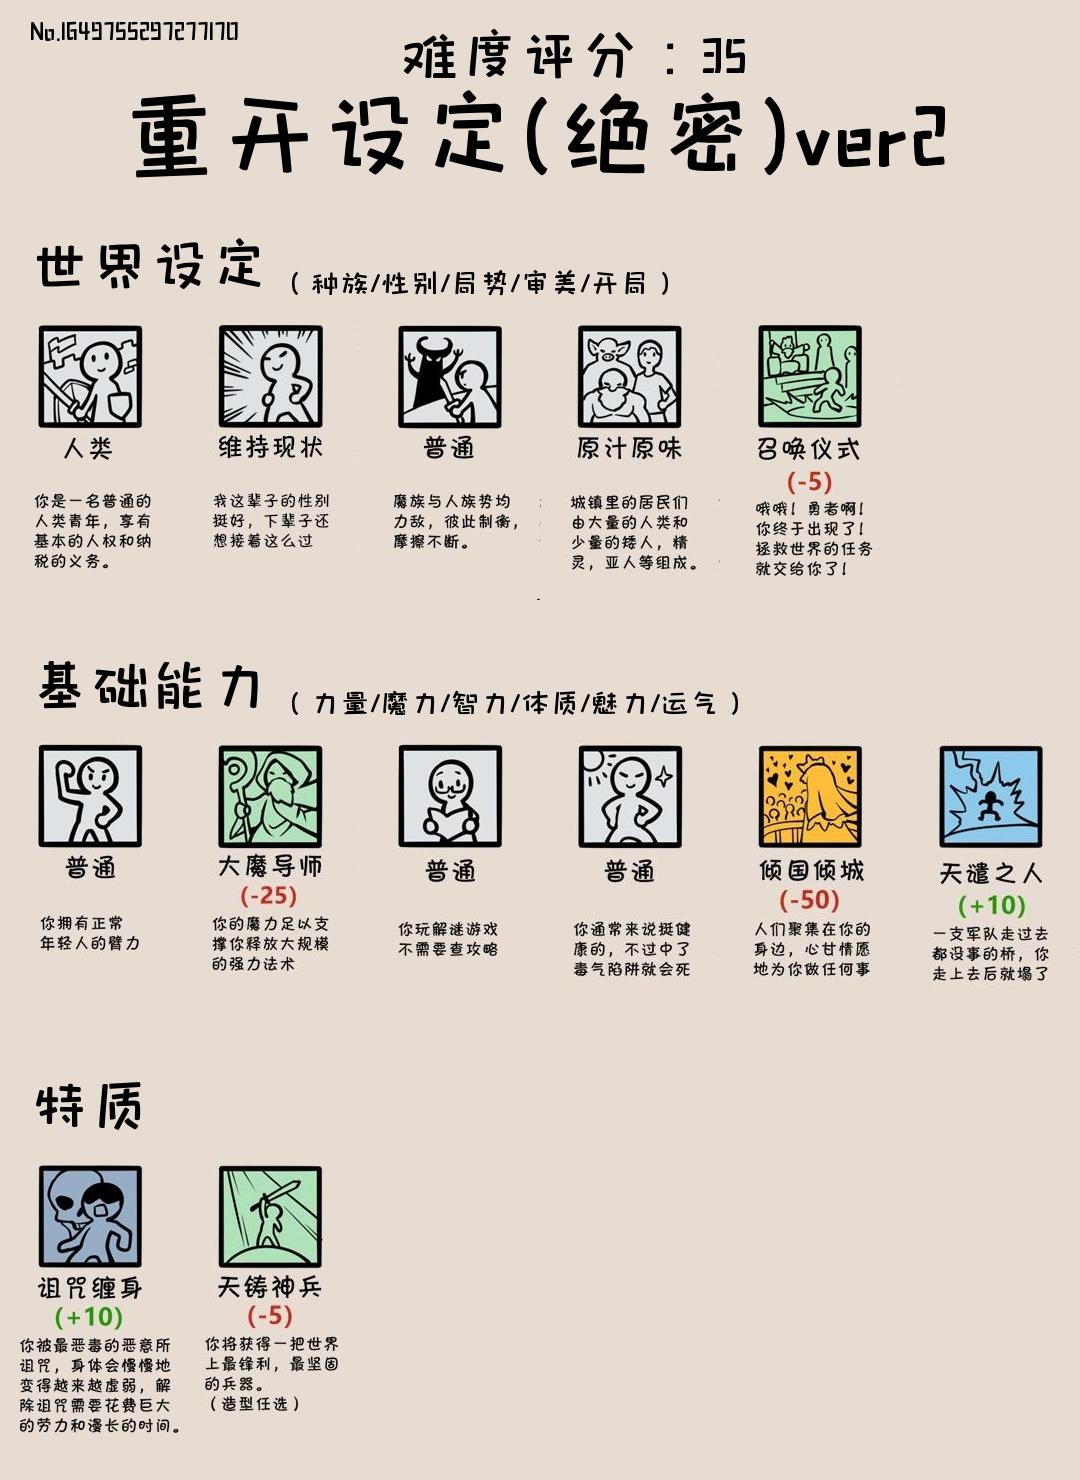 No.1649755297277170
难度评分：35
重开设定(绝密)ver2
世界设定（种族/性别/局势/审美/开局）
人类
你是一名普通的
人类青年，享有
基本的人权和纳
税的义务。
维持现状
我这辈子的性别
挺好，下辈子还
想接着这么过
普通
魔族与人族势均
力敌，彼此制衡，
摩擦不断。
原汁原味
城镇里的居民们
由大量的人类和
少量的矮人，精
灵，亚人等组成。
召唤仪式
(-5)
哦哦！勇者啊！
你终于出现了！
拯救世界的任务
就交给你了！
基础能力（力量/魔力/智力/体质/魅力/运气）
普通
你拥有正常
年轻人的臂力
大魔导师
(-25)
你的魔力足以支
撑你释放大规模
的强力法术
普通
你玩解谜游戏
不需要查攻略
普通
你通常来说挺健
康的，不过中了
毒气陷阱就会死
倾国倾城
(-50)
人们聚集在你的
身边，心甘情愿
地为你做任何事
天谴之人
(+10)
一支军队走过去
都没事的桥，你
走上去后就塌了
特质
诅咒缠身
(+10)
你被最恶毒的恶意所
诅咒，身体会慢慢地
变得越来越虚弱，解
除诅咒需要花费巨大
的劳力和漫长的时间。
天铸神兵
(-5)
你将获得一把世界
上最锋利，最坚固
的兵器。
（造型任选）